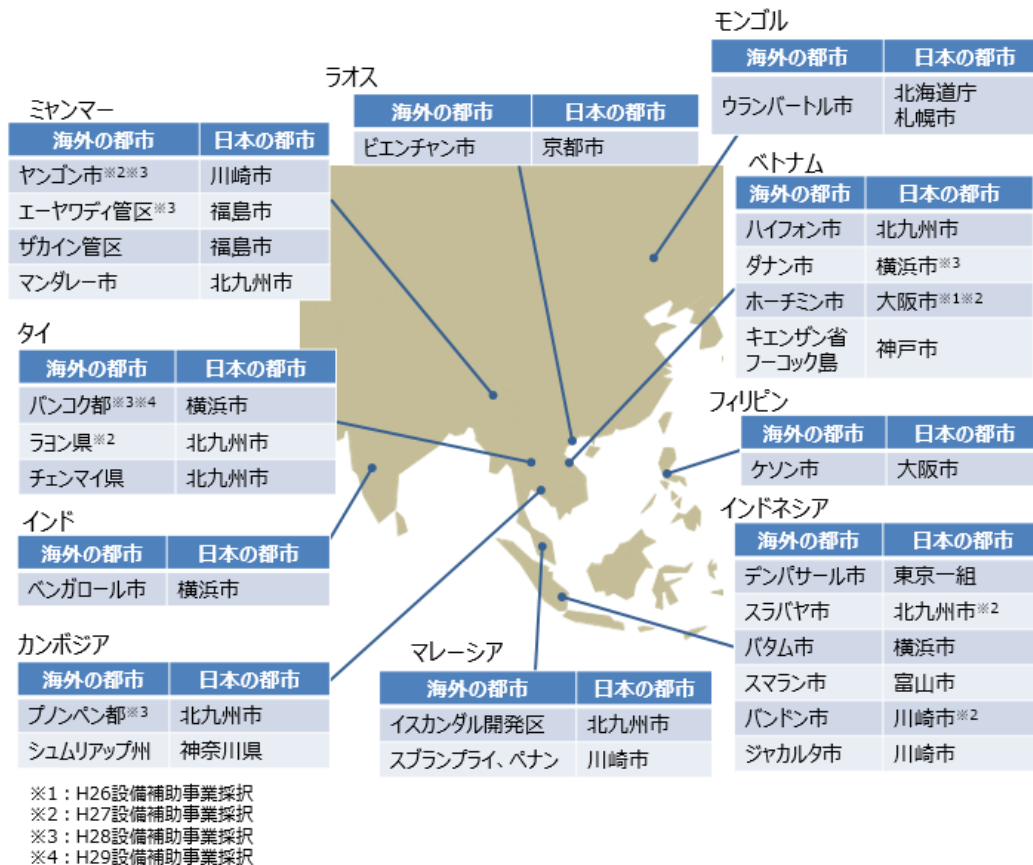 モンゴル
海外の都市 日本の都市
ウランバートル市 北海道庁
札幌市
ラオス
海外の都市 日本の都市
ビエンチャン市 京都市
ミャンマー
海外の都市 日本の都市
ヤンゴン市※2※3 川崎市
エーヤワディ管区※3 福島市
ザカイン管区 福島市
マンダレー市 北九州市
ベトナム
海外の都市 日本の都市
ハイフォン市 北九州市
ダナン市 横浜市※3
ホーチミン市 大阪市※1※2
キエンザン省
フーコック島 神戸市
タイ
海外の都市 日本の都市
バンコク都※3※4 横浜市
ラヨン県※2 北九州市
チェンマイ県 北九州市
フィリピン
海外の都市 日本の都市
ケソン市 大阪市
インド
海外の都市 日本の都市
ベンガロール市 横浜市
インドネシア
海外の都市 日本の都市
デンパサール市 東京一組
スラバヤ市 北九州市※2
バタム市 横浜市
スマラン市 富山市
バンドン市 川崎市※2
ジャカルタ市 川崎市
カンボジア
海外の都市 日本の都市
プノンペン都※3 北九州市
シュムリアップ州 神奈川県
マレーシア
海外の都市 日本の都市
イスカンダル開発区 北九州市
スブランプライ、ペナン 川崎市
※1：H26設備補助事業採択
※2：H27設備補助事業採択
※3：H28設備補助事業採択
※4：H29設備補助事業採択